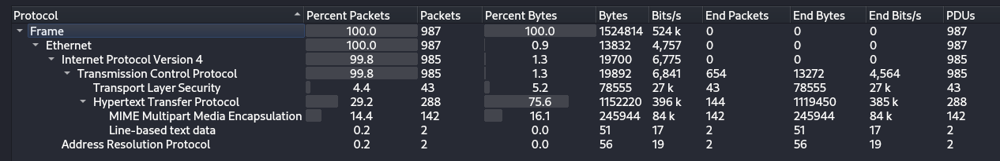 Protocol Percent Packets Packets Percent Bytes Bytes Bits/s End Packets End Bytes End Bits/s PDUs
Frame 100.0 987 100.0 1524814 524 k 0 0 0 987
Ethernet 100.0 987 0.9 13832 4,757 0 0 0 987
Internet Protocol Version 4 99.8 985 1.3 19700 6,775 0 0 0 985
Transmission Control Protocol 99.8 985 1.3 19892 6,841 654 13272 4,564 985
Transport Layer Security 4.4 43 5.2 78555 27 k 43 78555 27 k 43
Hypertext Transfer Protocol 29.2 288 75.6 1152220 396 k 144 1119450 385 k 288
MIME Multipart Media Encapsulation 14.4 142 16.1 245944 84 k 142 245944 84 k 142
Line-based text data 0.2 2 0.0 51 17 2 51 17 2
Address Resolution Protocol 0.2 2 0.0 56 19 2 56 19 2